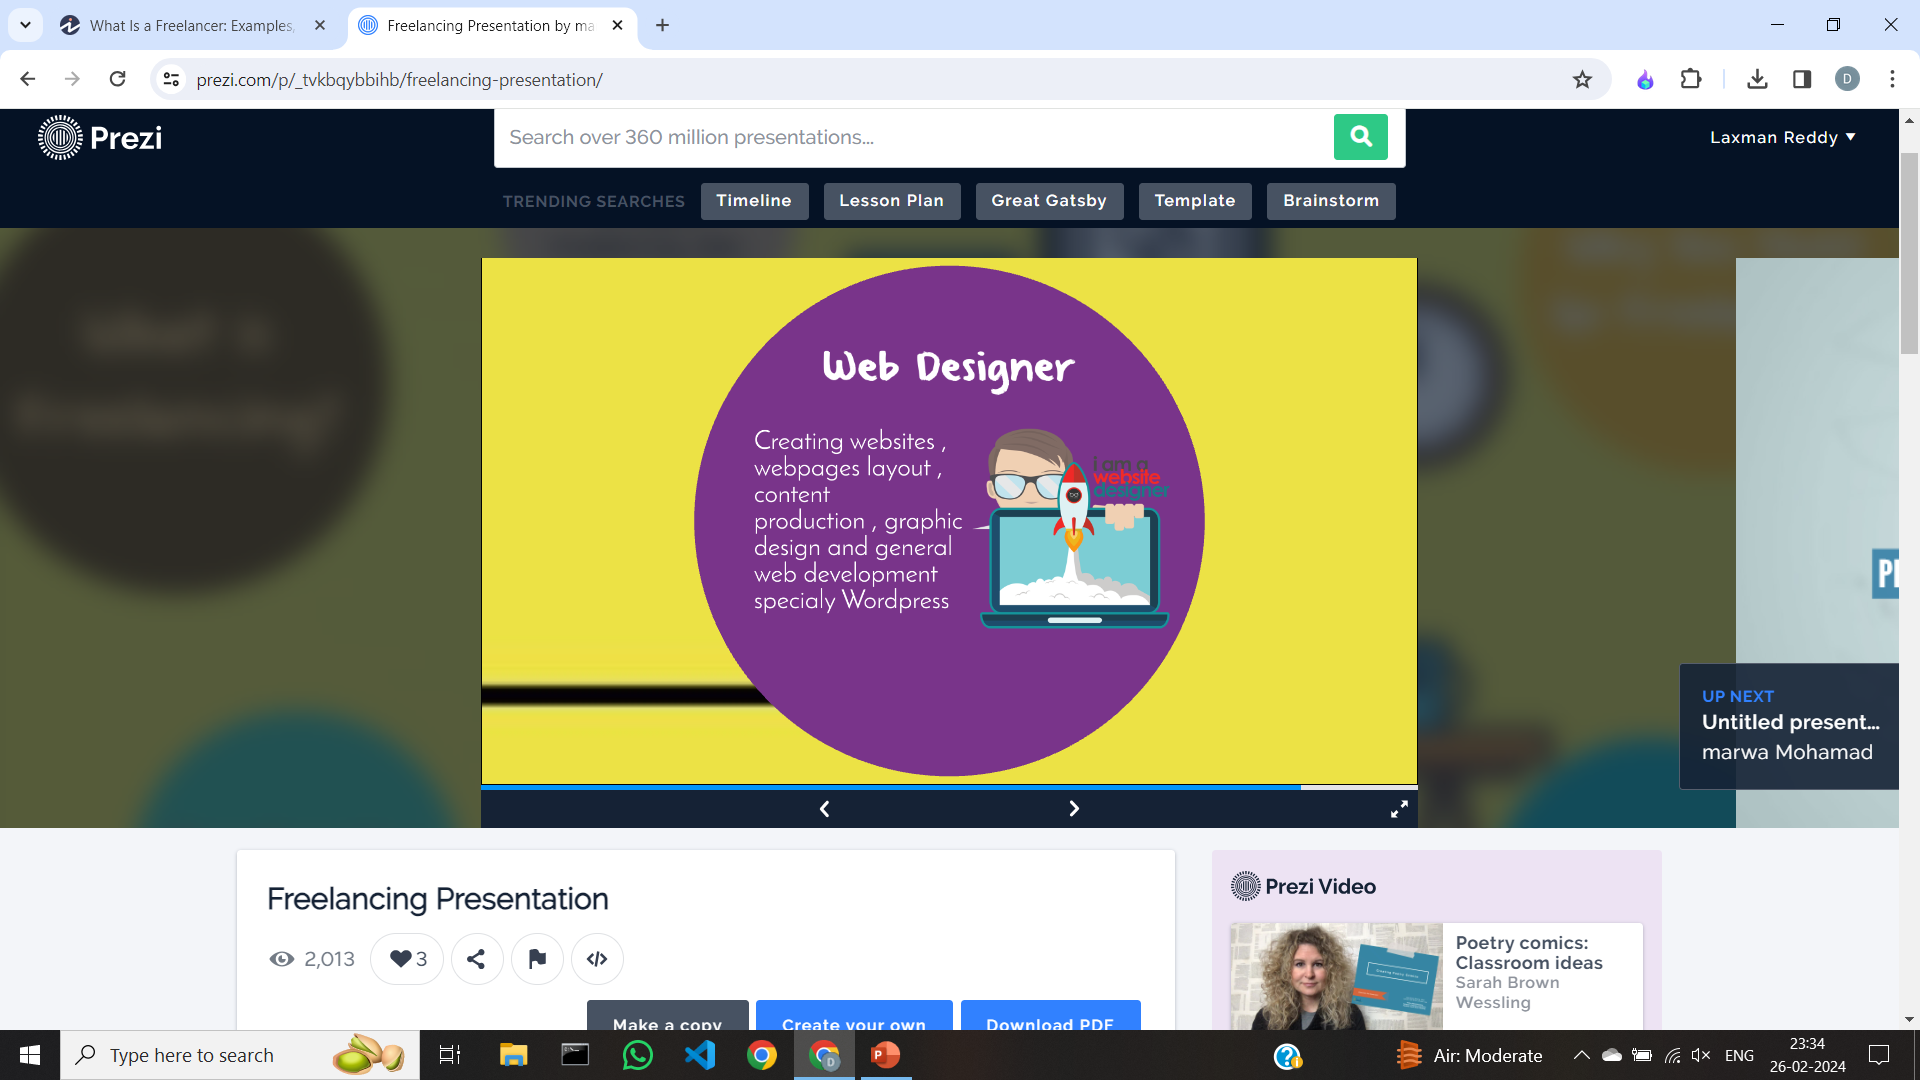 What Is a Freelancer: Examples,
Freelancing Presentation by ma
prezi.com/p/_tvkbqybbihb/freelancing-presentation/
D
Prezi
Search over 360 million presentations...
Laxman Reddy
TRENDING SEARCHES
Timeline
Lesson Plan
Great Gatsby
Template
Brainstorm
What is
Freelancing?
Web Designer
Creating websites ,
webpages layout ,
content
production , graphic
design and general
web development
specialy Wordpress
i am a
website
designer
UP NEXT
Untitled present...
marwa Mohamad
Freelancing Presentation
2,013
3
Make a copy
Create your own
Download PDF
Prezi Video
Poetry comics:
Classroom ideas
Sarah Brown
Wessling
Type here to search
Air: Moderate
ENG
23:34
26-02-2024